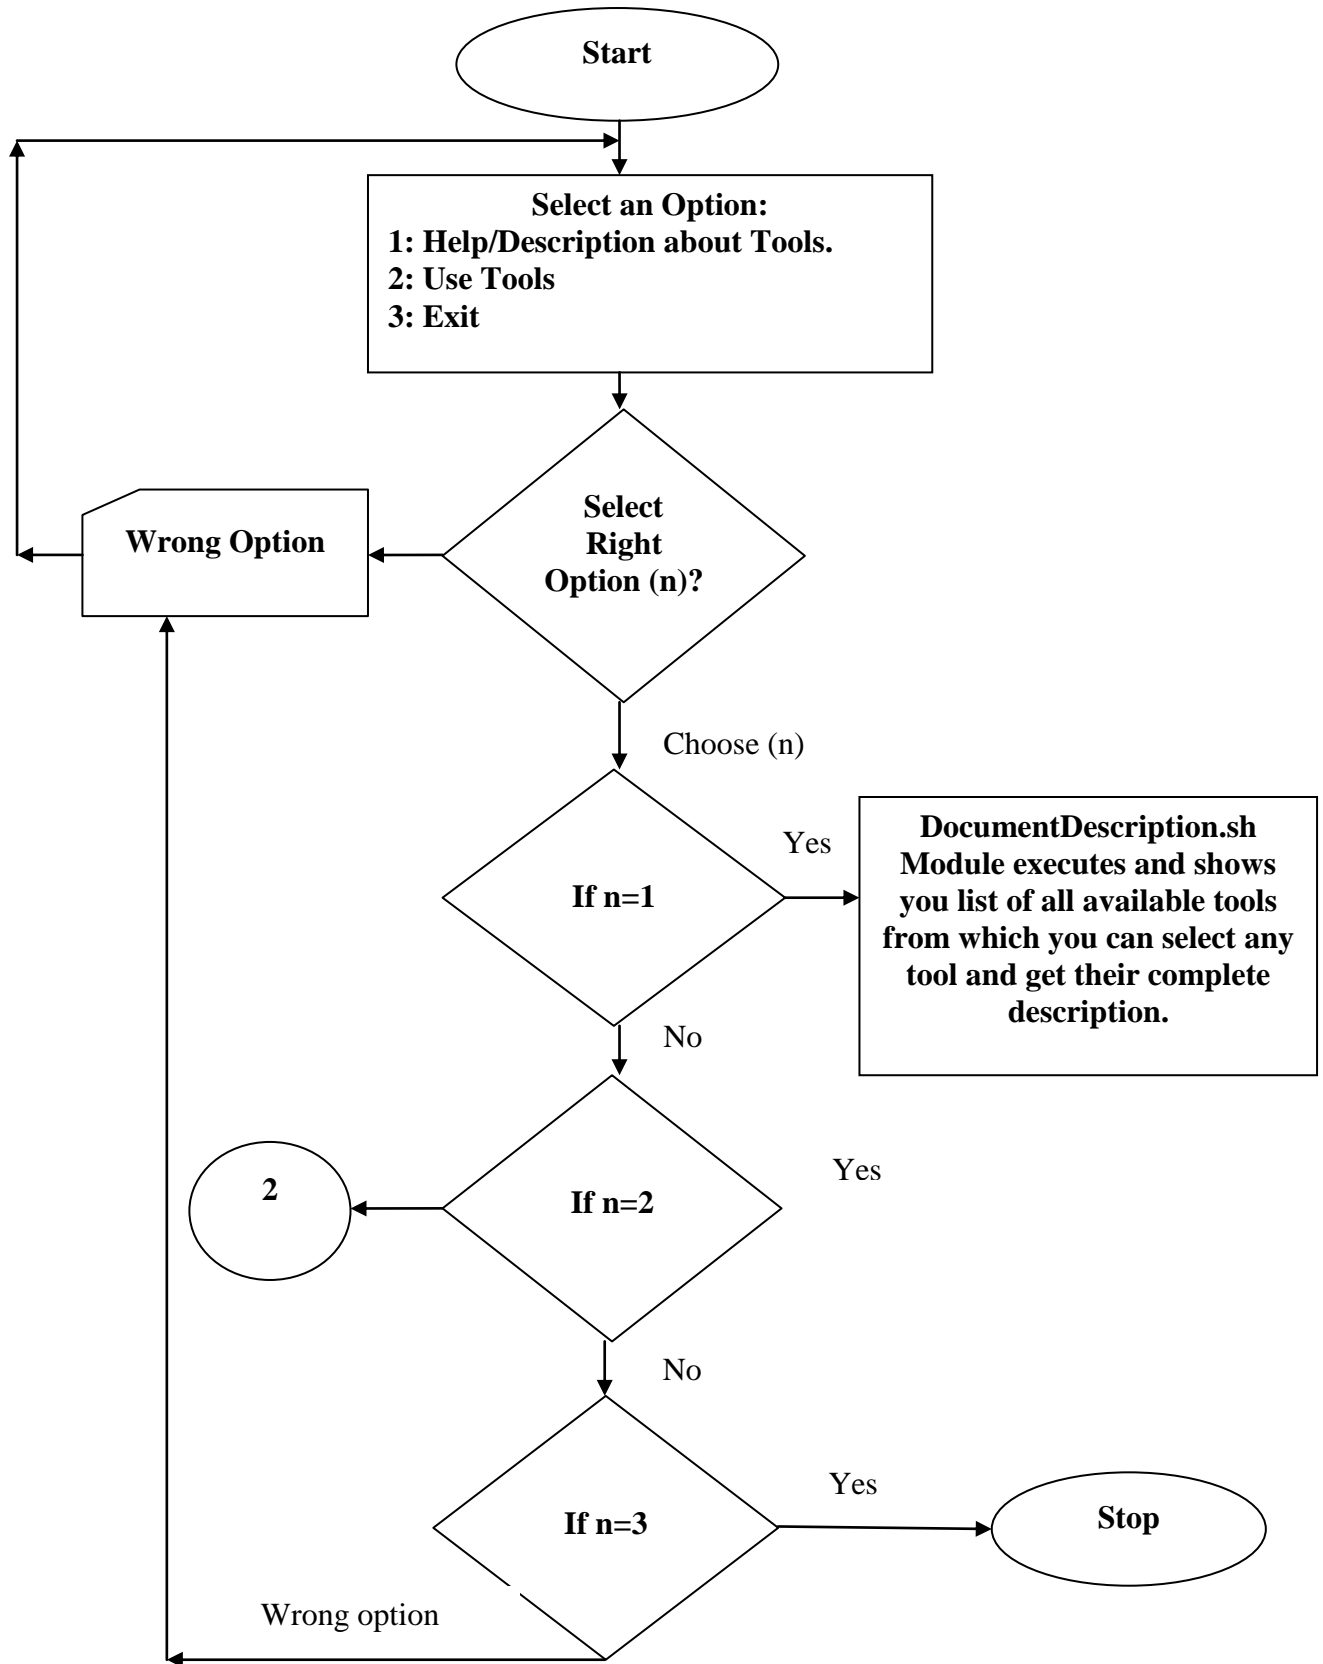 Start
Select an Option:
1: Help/Description about Tools.
2: Use Tools
3: Exit
Select
Right
Option (n)?
Wrong Option
Choose (n)
If n=1
Yes
DocumentDescription.sh
Module executes and shows
you list of all available tools
from which you can select any
tool and get their complete
description.
No
If n=2
Yes
2
No
If n=3
Yes
Stop
Wrong option